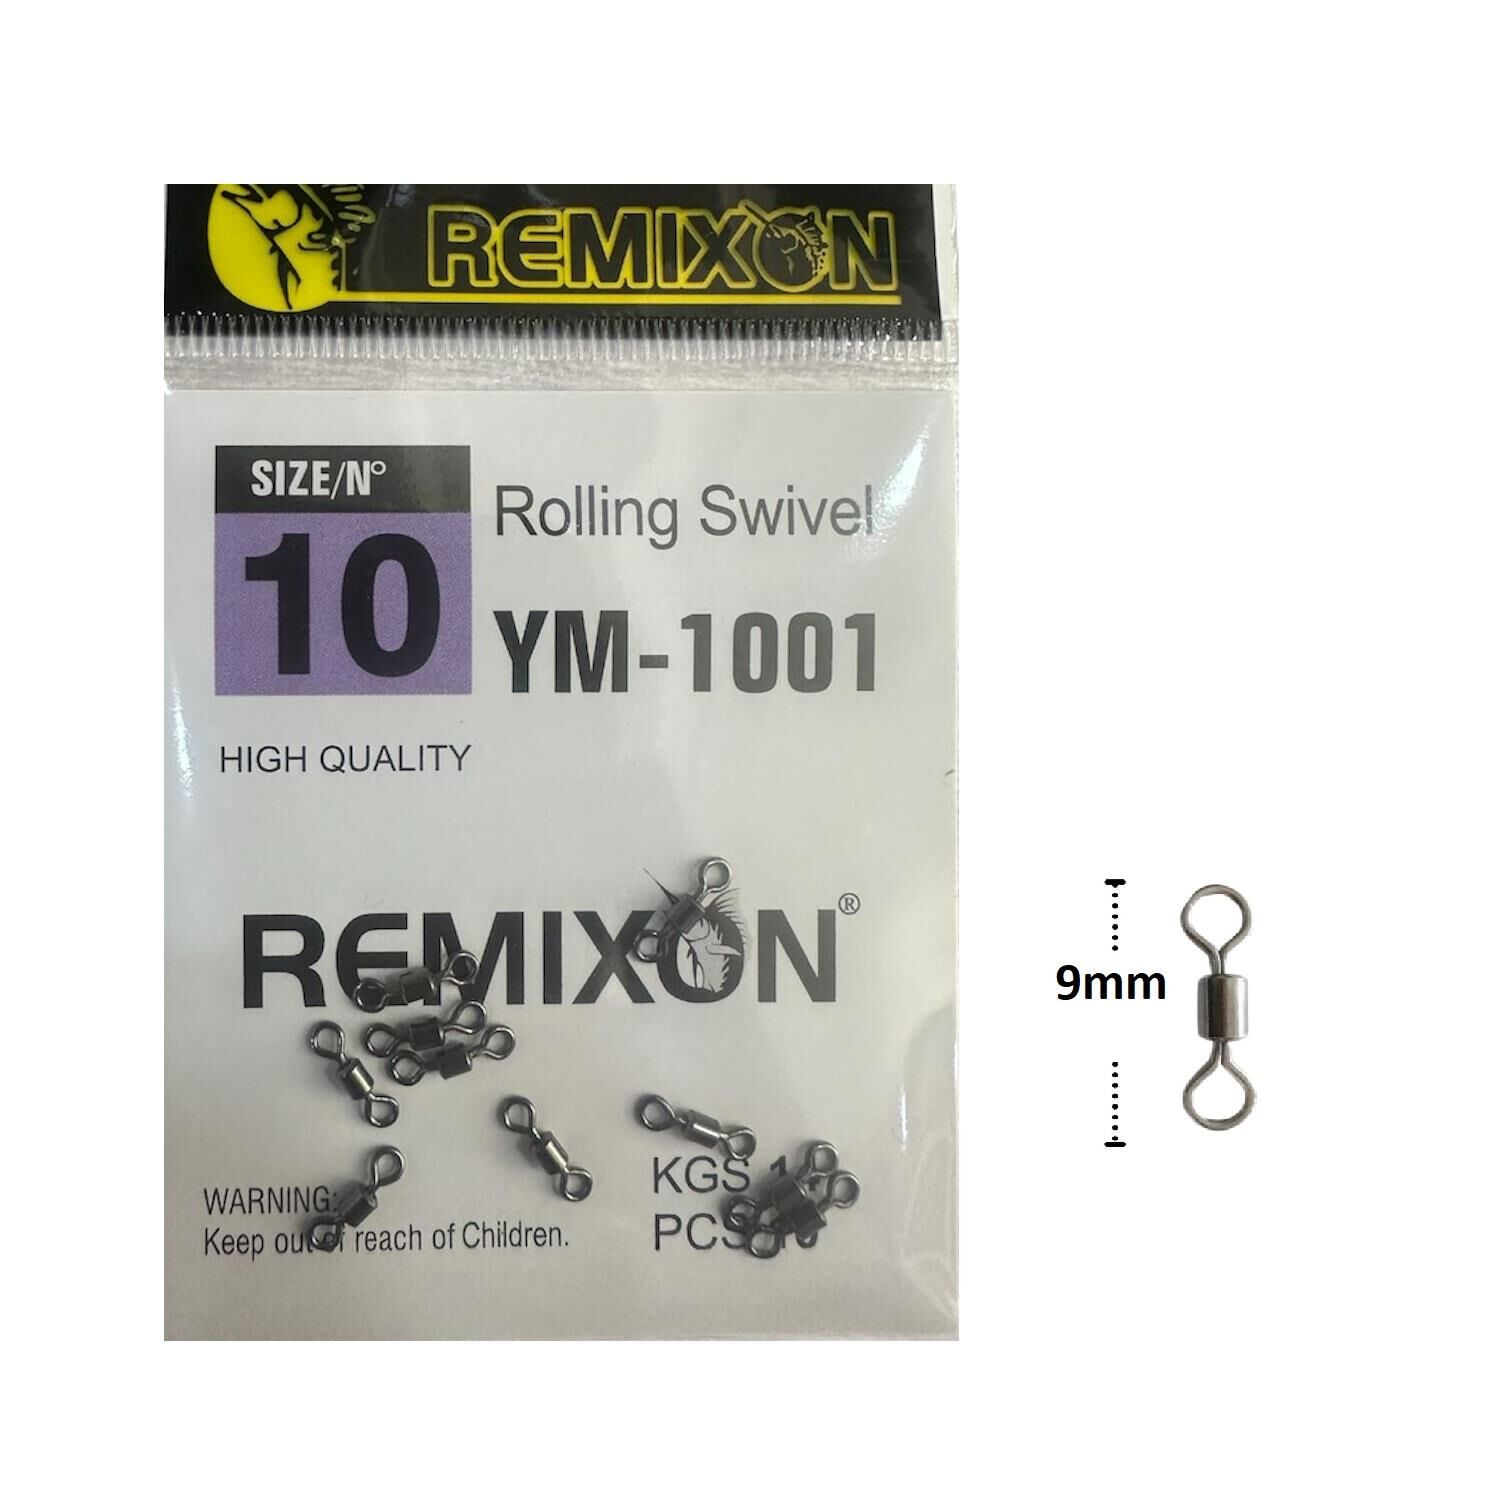 REMIXON
SIZE/Nº
10
Rolling Swivel
YM-1001
HIGH QUALITY
REMIXON®
WARNING:
Keep out of reach of Children.
KGS
PCS
9mm